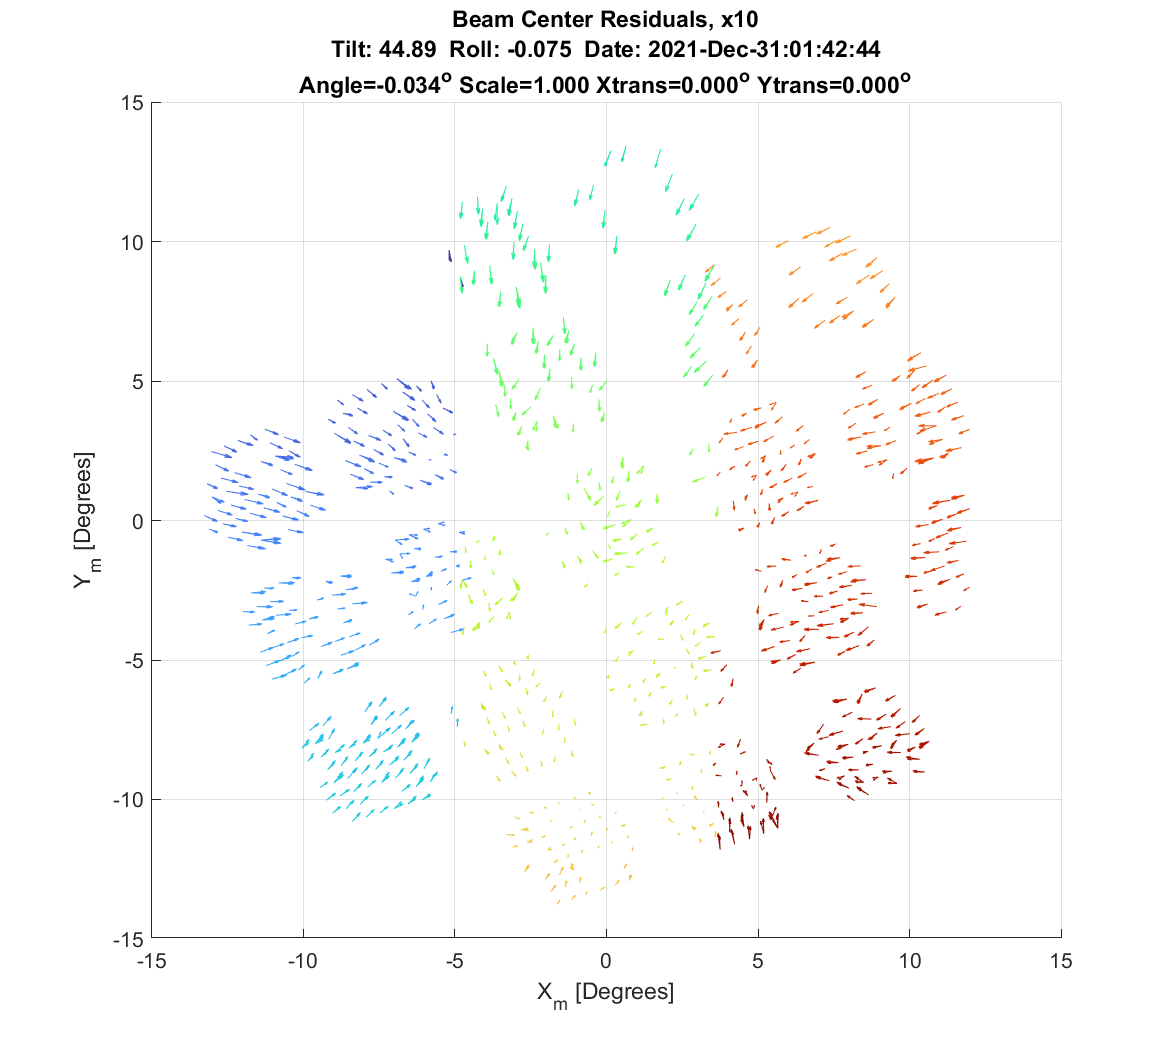 Beam Center Residuals, x10
Tilt: 44.89 Roll: -0.075 Date: 2021-Dec-31:01:42:44
Angle=-0.034° Scale=1.000 Xtrans=0.000° Ytrans=0.000°
15
10
5
0
-5
-10
-15
Y_m [Degrees]
-15 -10 -5 0 5 10 15
X_m [Degrees]